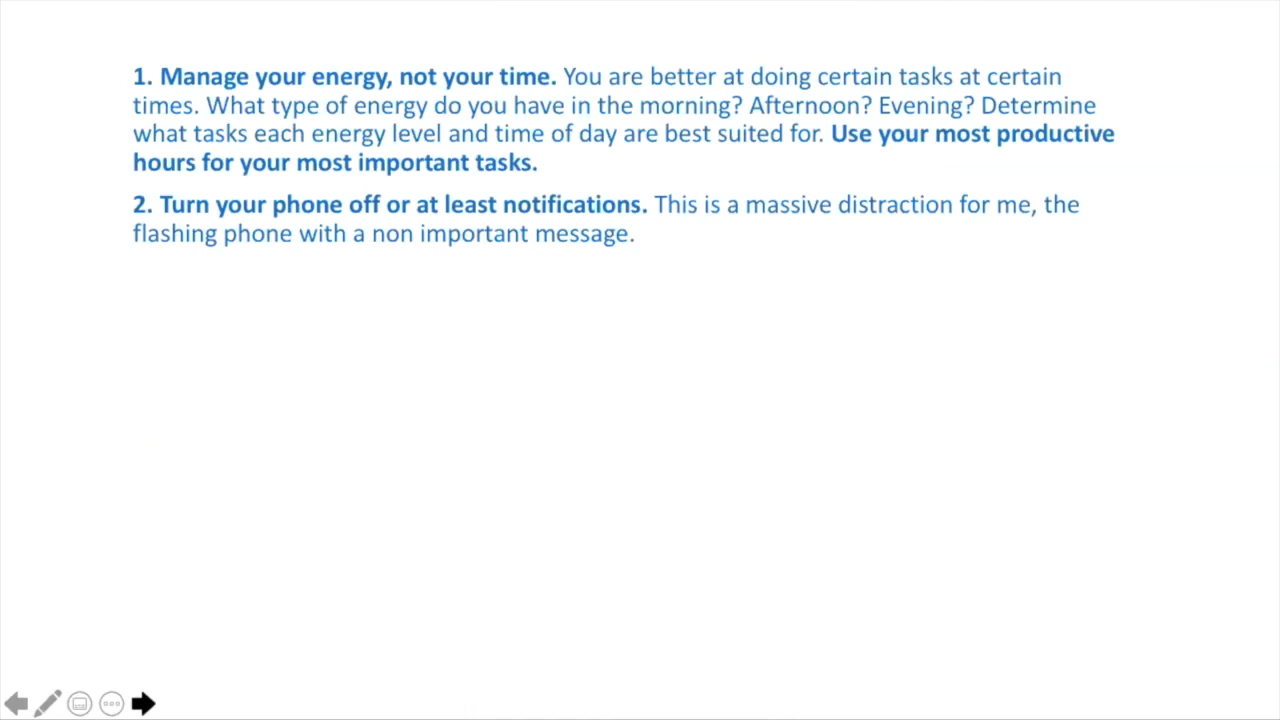 1. Manage your energy, not your time. You are better at doing certain tasks at certain
times. What type of energy do you have in the morning? Afternoon? Evening? Determine
what tasks each energy level and time of day are best suited for. Use your most productive
hours for your most important tasks.
2. Turn your phone off or at least notifications. This is a massive distraction for me, the
flashing phone with a non important message.